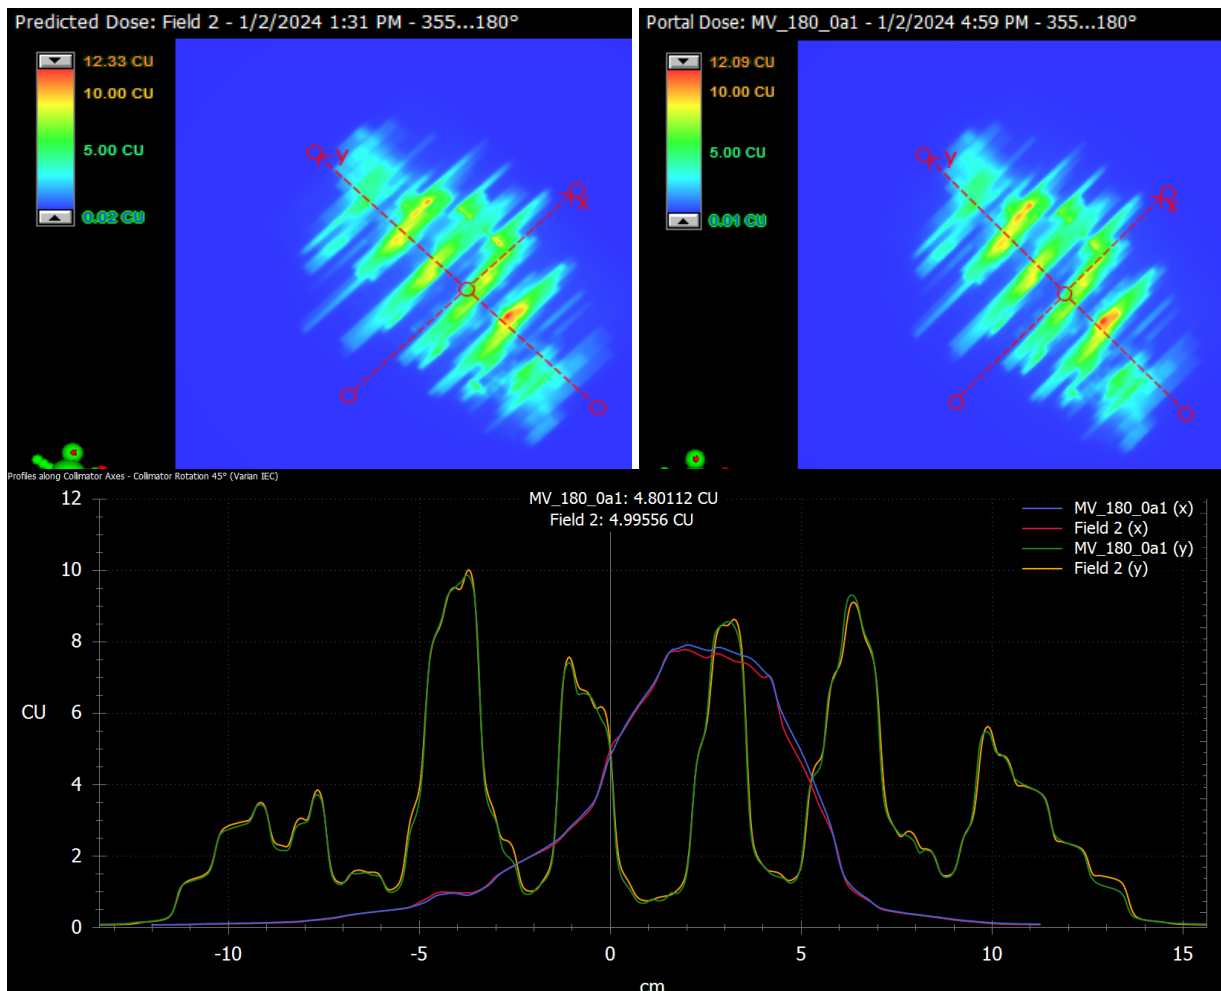 Predicted Dose: Field 2 - 1/2/2024 1:31 PM - 355...180°
12.33 CU
10.00 CU
5.00 CU
0.02 CU
y
x
Portal Dose: MV_180_0a1 - 1/2/2024 4:59 PM - 355...180°
12.09 CU
10.00 CU
5.00 CU
0.01 CU
y
x
Profiles along Collimator Axes - Collimator Rotation 45° (Varian IEC)
MV_180_0a1: 4.80112 CU
Field 2: 4.99556 CU
MV_180_0a1 (x)
Field 2 (x)
MV_180_0a1 (y)
Field 2 (y)
12
10
8
6
4
2
0
CU
-10 -5 0 5 10 15
cm